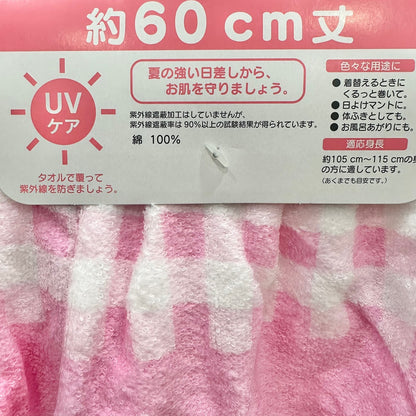 約60cm丈
UV
ケア
タオルで覆って
紫外線を防ぎましょう。
夏の強い日差しから、
お肌を守りましょう。
紫外線遮蔽加工はしていませんが、
紫外線遮蔽率は90%以上の試験結果が得られています。
綿 100%
色々な用途に
●着替えるときに
くるっと巻いて。
●日よけマントに。
●体ふきとしても。
●お風呂あがりにも。
適応身長
約105cm〜115cmの身
の方に適しています。
(あくまでも目安です。)